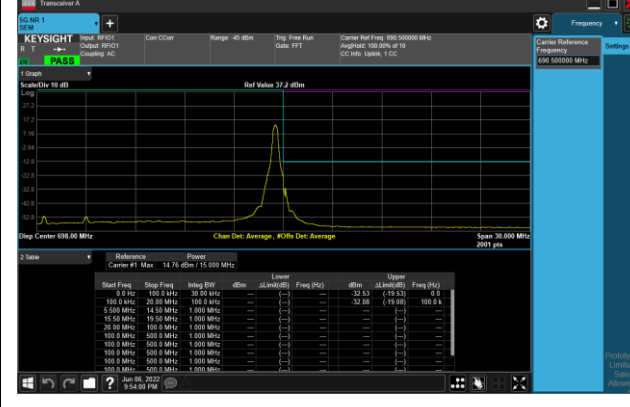 Transceiver A
5G NR 1
SEM
+
Frequency
KEYSIGHT
Input: RFIO1
Output: RFIO1
Coupling: AC
Corr CCorr
Range: -45 dBm
Trig: Free Run
Gate: FFT
Carrier Ref Freq: 690.500000 MHz
Avg|Hold: 100.00% of 10
CC Info: Uplink, 1 CC
R T
PASS
Carrier Reference
Frequency
690.500000 MHz
Settings
1 Graph
Scale/Div 10 dB
Ref Value 37.2 dBm
Log
27.2
17.2
7.16
-2.84
-12.8
-22.8
-32.8
-42.8
-52.8
Disp Center 698.00 MHz
Chan Det: Average, #Offs Det: Average
Span 30.000 MHz
2001 pts
2 Table
Reference Power
Carrier #1 Max 14.76 dBm / 15.000 MHz
Lower Upper
Start Freq Stop Freq Integ BW dBm ΔLimit(dB) Freq (Hz) dBm ΔLimit(dB) Freq (Hz)
0.0 Hz 100.0 kHz 30.00 kHz --- (---) --- -32.53 (-19.53) 0.0
100.0 kHz 20.00 MHz 100.0 kHz --- (---) --- -32.08 (-19.08) 100.0 k
5.500 MHz 14.50 MHz 1.000 MHz --- (---) --- --- (---) ---
15.50 MHz 19.50 MHz 1.000 MHz --- (---) --- --- (---) ---
20.00 MHz 100.0 MHz 1.000 MHz --- (---) --- --- (---) ---
100.0 MHz 500.0 MHz 1.000 MHz --- (---) --- --- (---) ---
100.0 MHz 500.0 MHz 1.000 MHz --- (---) --- --- (---) ---
100.0 MHz 500.0 MHz 1.000 MHz --- (---) --- --- (---) ---
100.0 MHz 500.0 MHz 1.000 MHz --- (---) --- --- (---) ---
Jun 06, 2022
9:54:00 PM
?